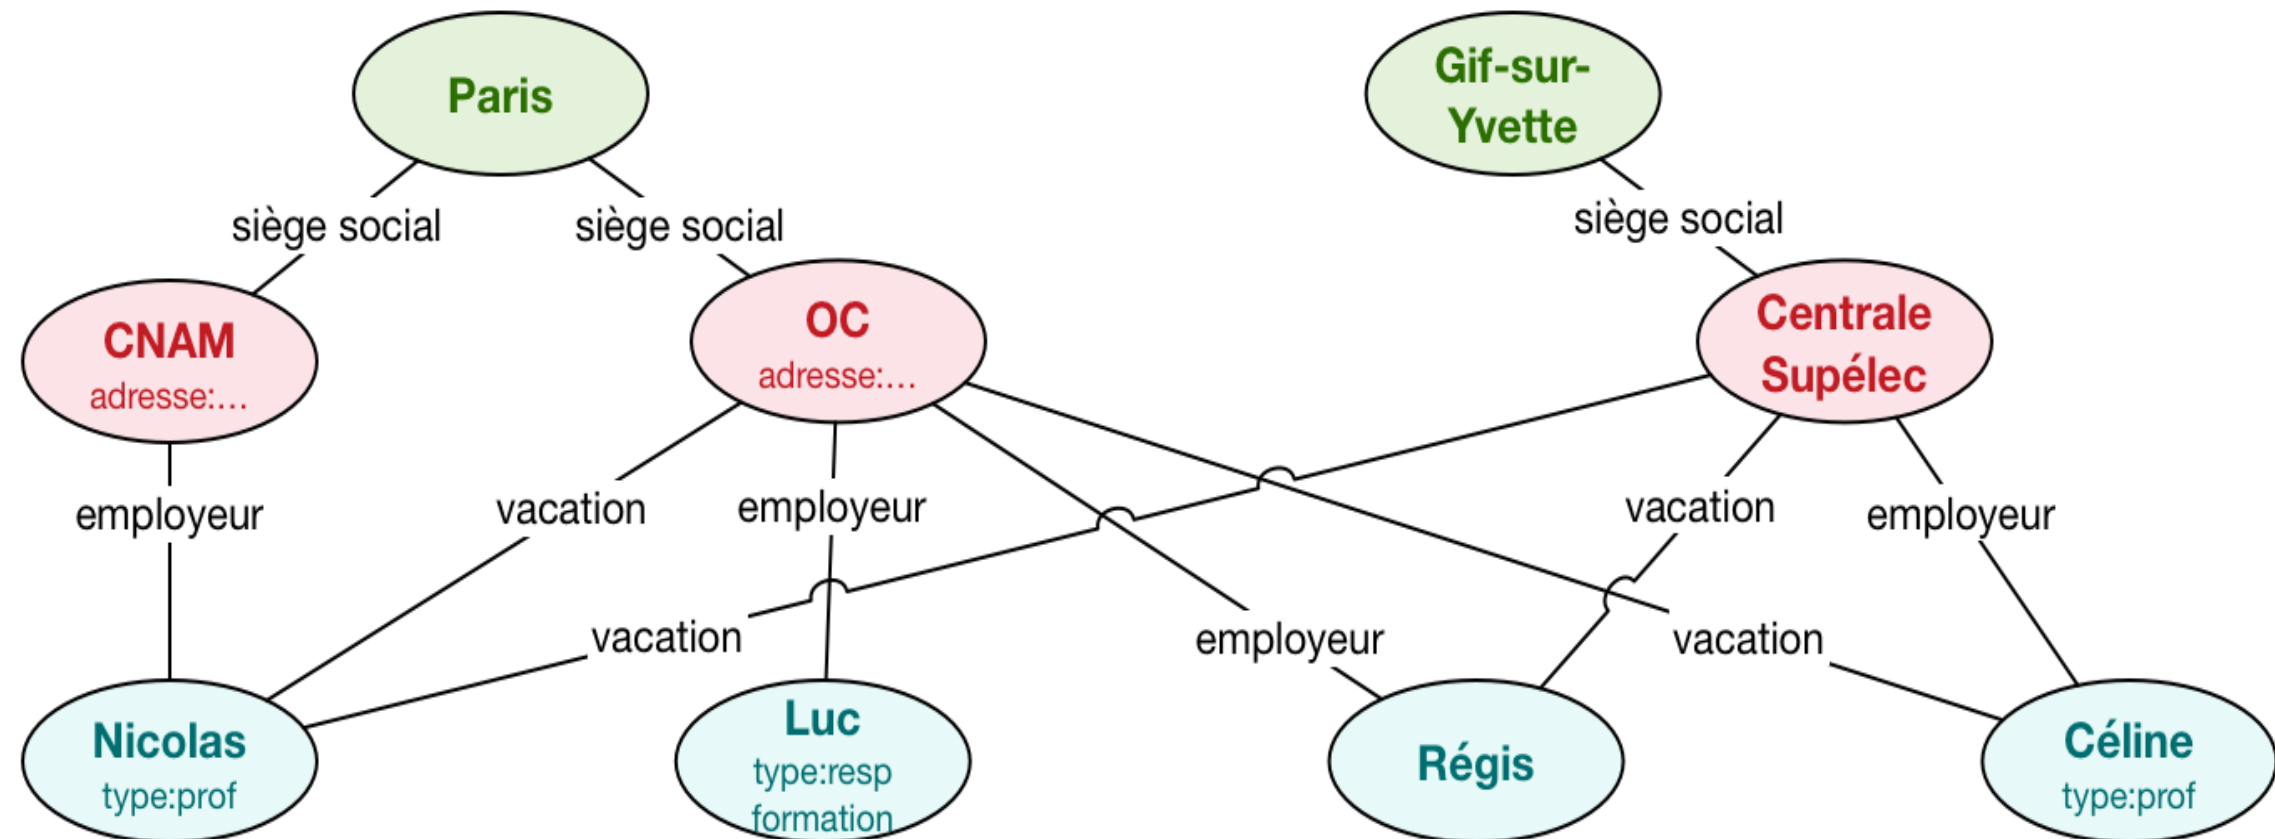 Paris
Gif-sur-
Yvette
siège social
siège social
siège social
CNAM
adresse:...
OC
adresse:...
Centrale
Supélec
employeur
vacation
employeur
vacation
employeur
vacation
employeur
vacation
Nicolas
type:prof
Luc
type:resp
formation
Régis
Céline
type:prof